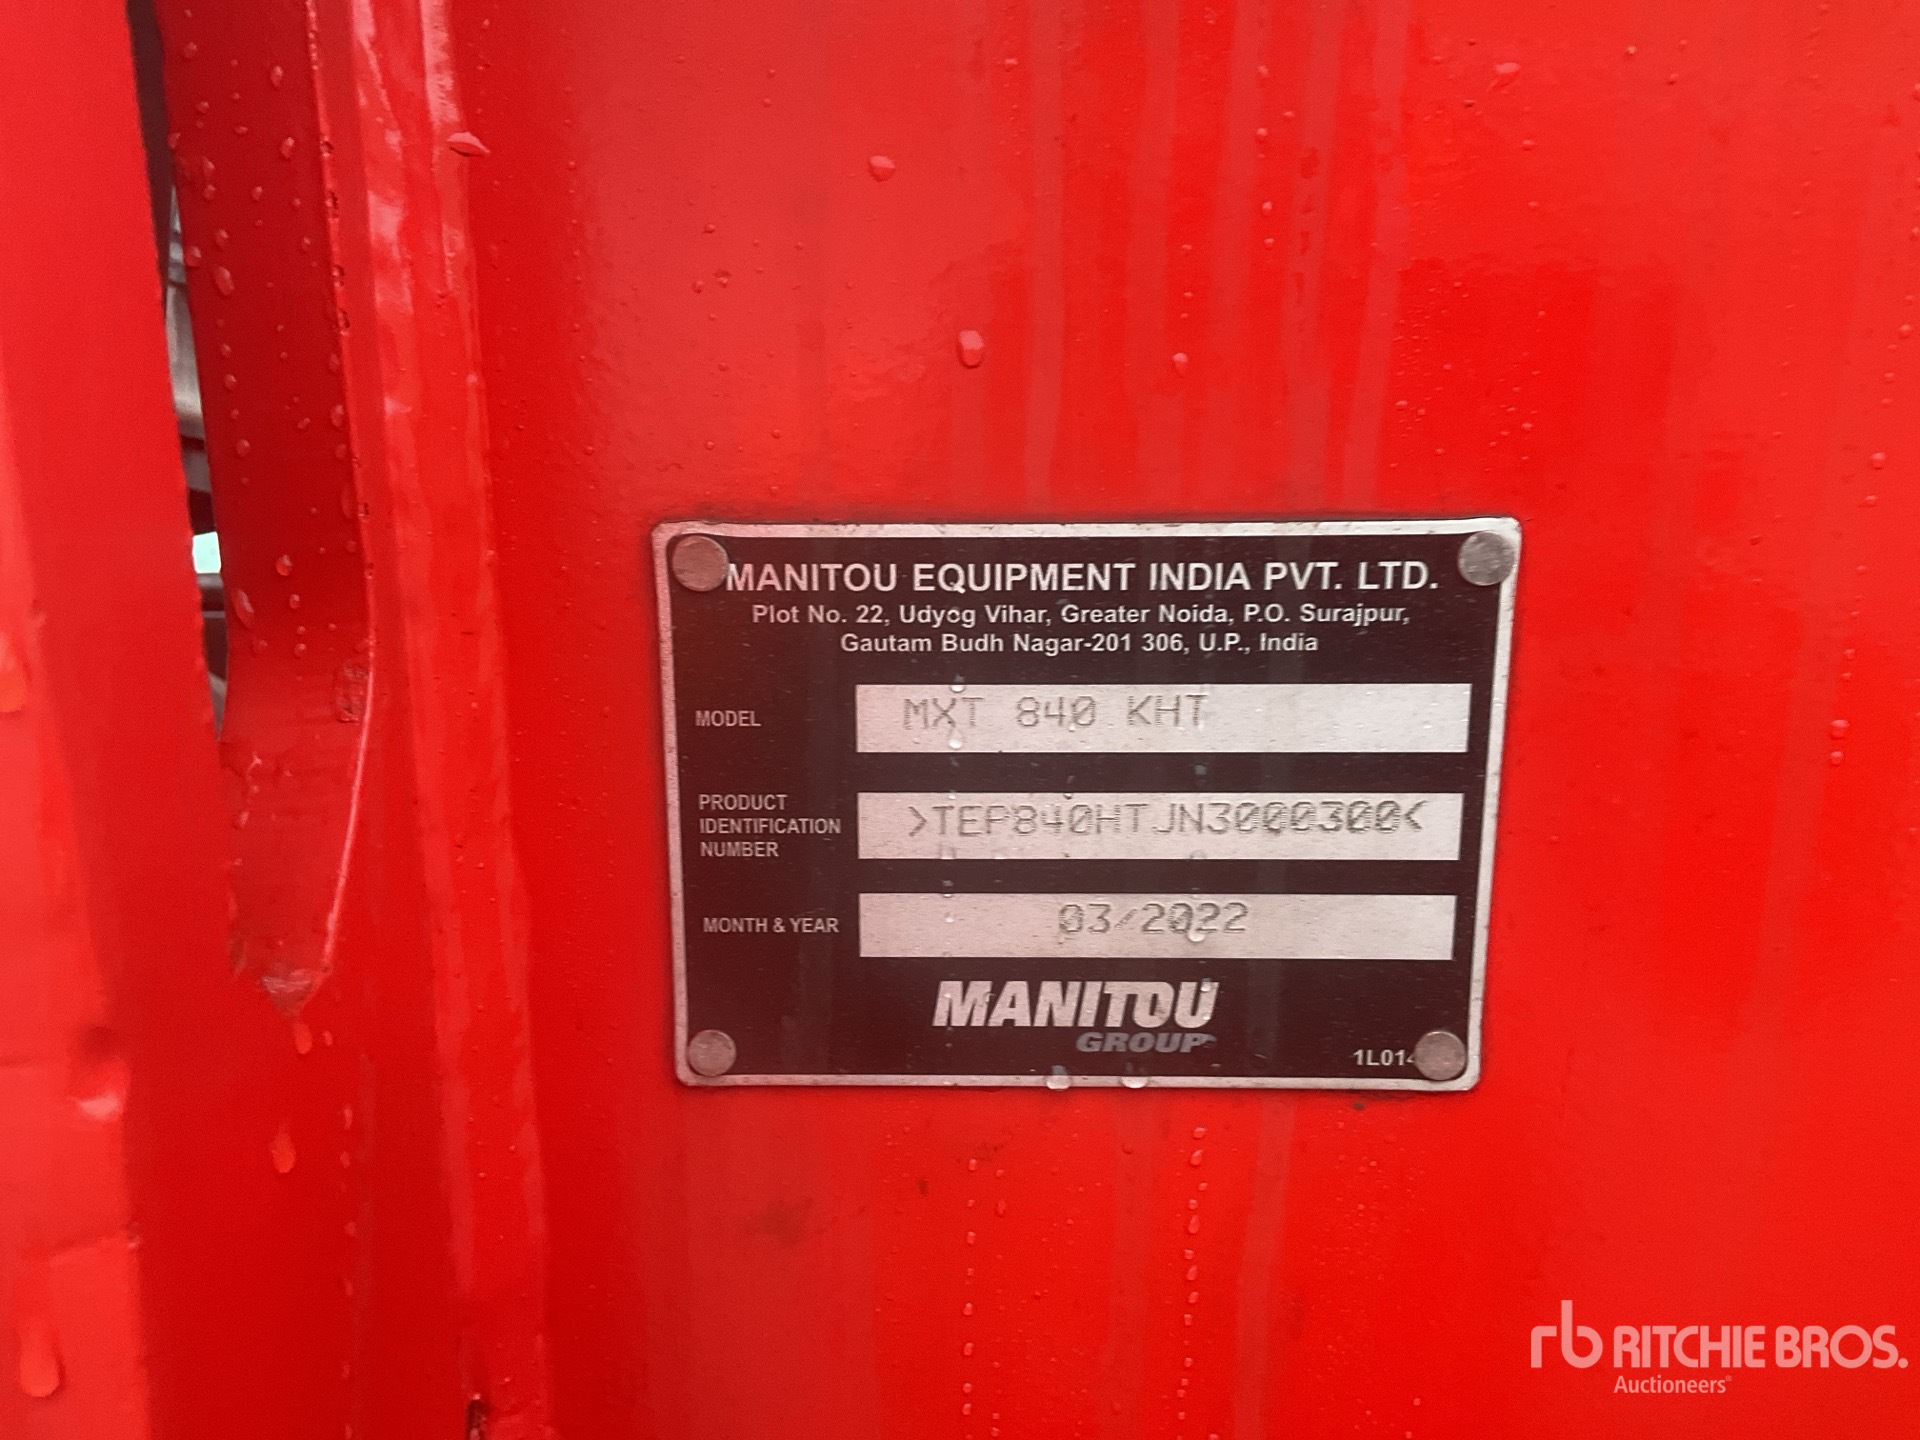 MANITOU EQUIPMENT INDIA PVT. LTD.
Plot No. 22, Udyog Vihar, Greater Noida, P.O. Surajpur,
Gautam Budh Nagar-201 306, U.P., India
MODEL MXT 840 KHT
PRODUCT
IDENTIFICATION
NUMBER
>TEP840HTJN3000300<
MONTH & YEAR 03/2022
MANITOU
GROUP
rb RITCHIE BROS.
Auctioneers